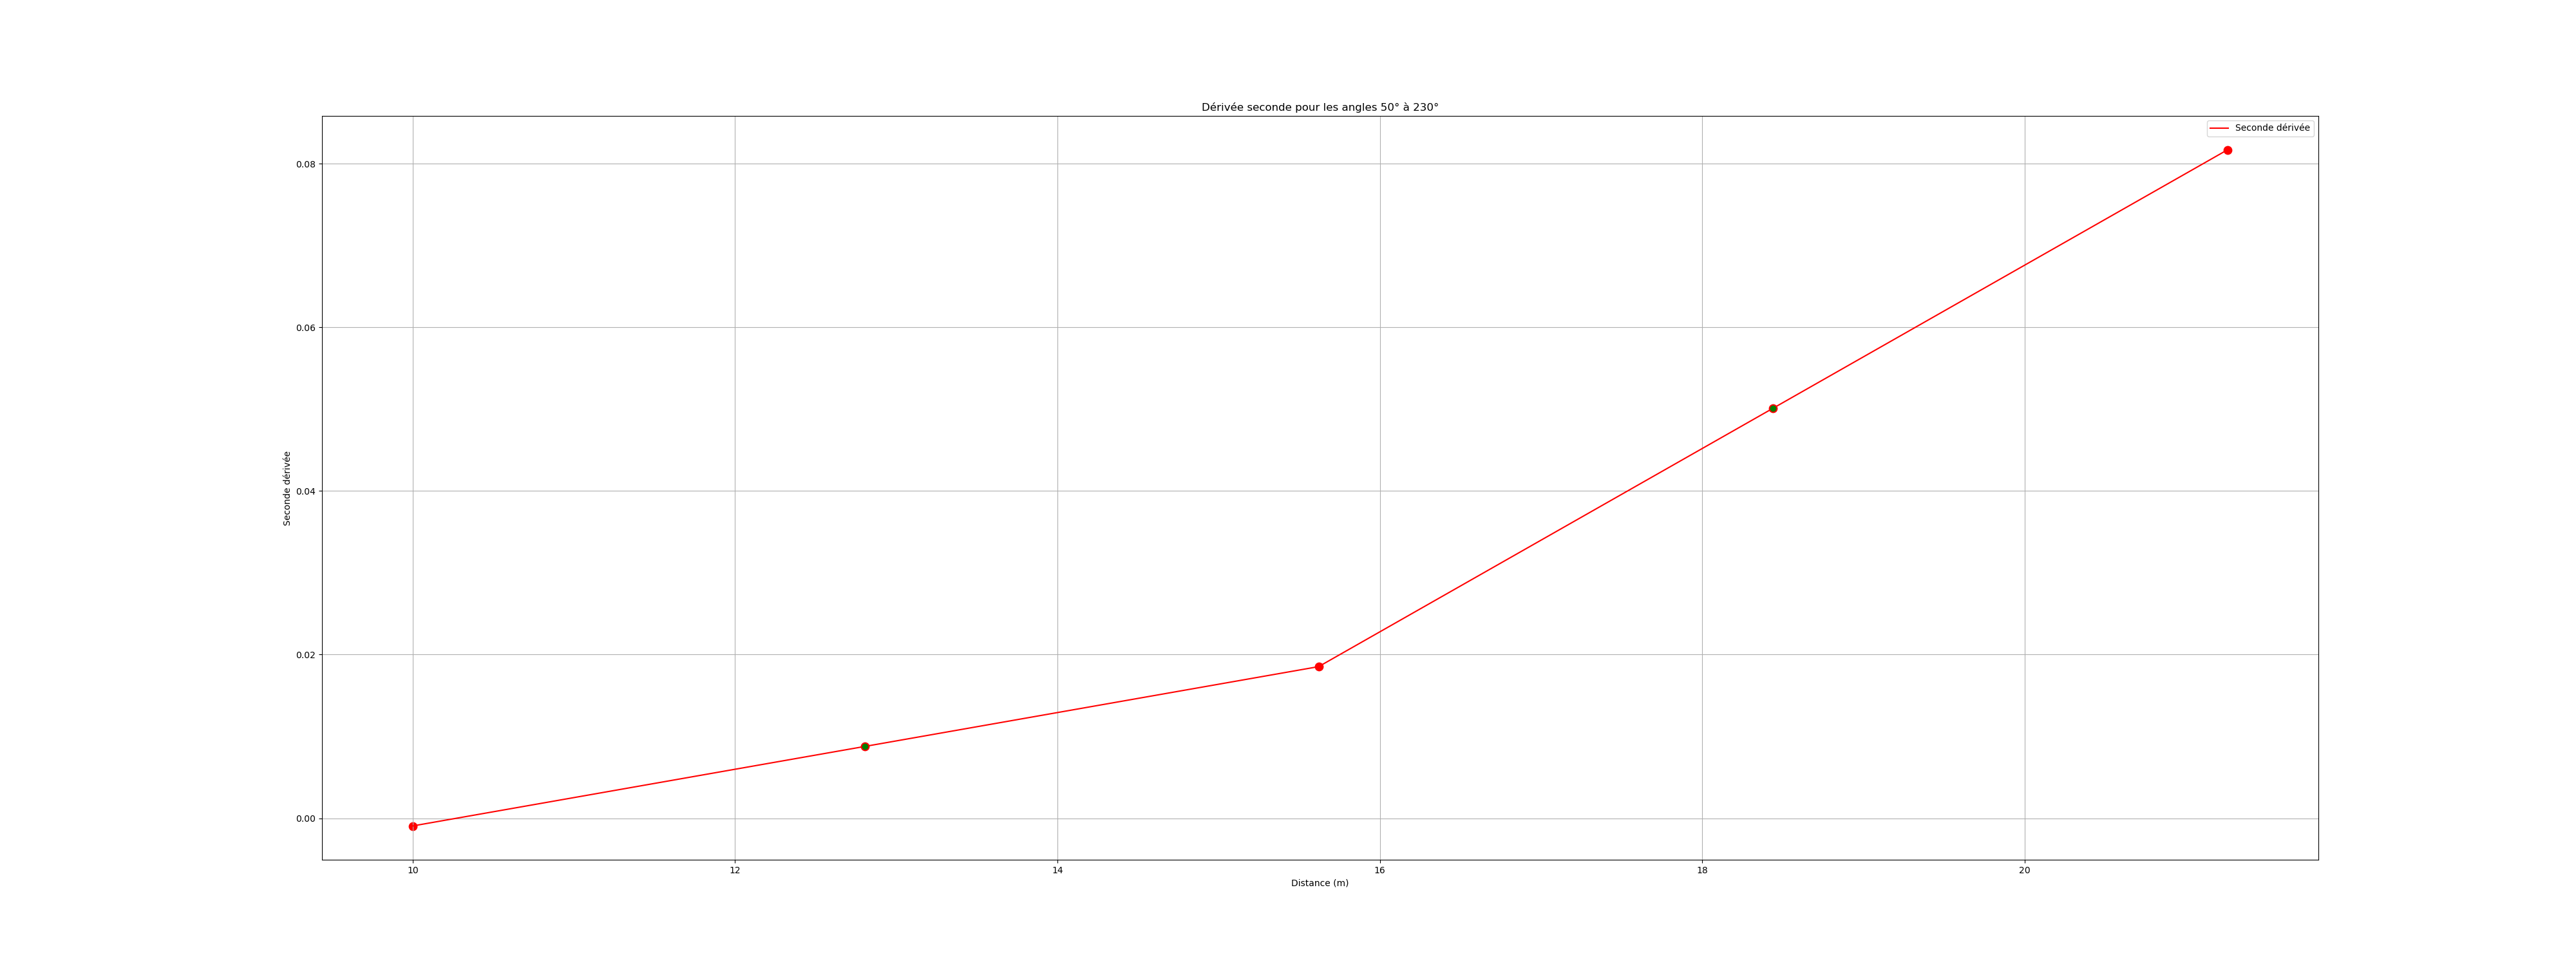 Dérivée seconde pour les angles 50° à 230°
Seconde dérivée
0.08
0.06
0.04
0.02
0.00
Seconde dérivée
10 12 14 16 18 20
Distance (m)